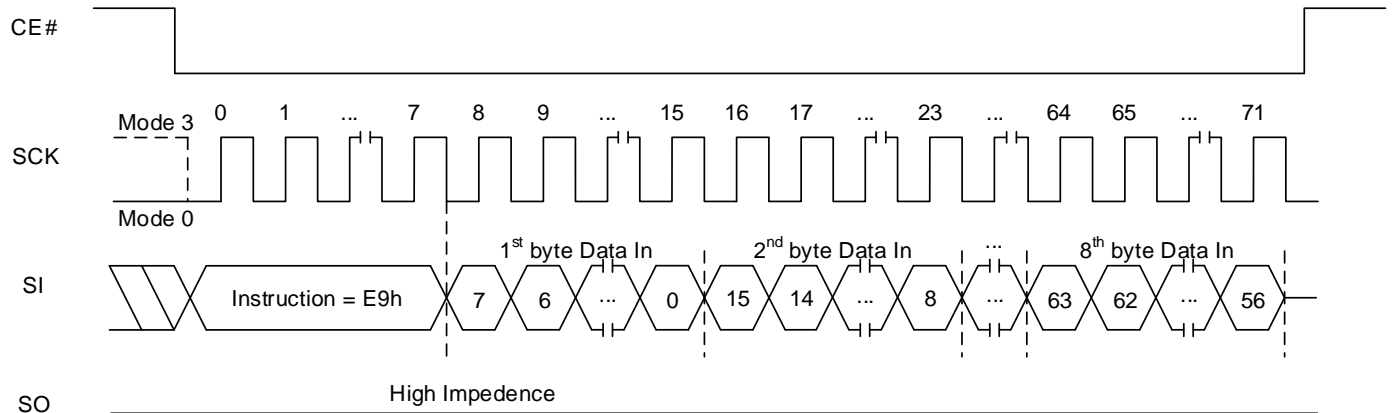 CE#
0 1 ... 7 8 9 ... 15 16 17 ... 23 ... 64 65 ... 71
Mode 3
SCK
Mode 0
1st byte Data In 2nd byte Data In ... 8th byte Data In
SI
Instruction = E9h 7 6 ... 0 15 14 ... 8 ... 63 62 ... 56
High Impedence
SO